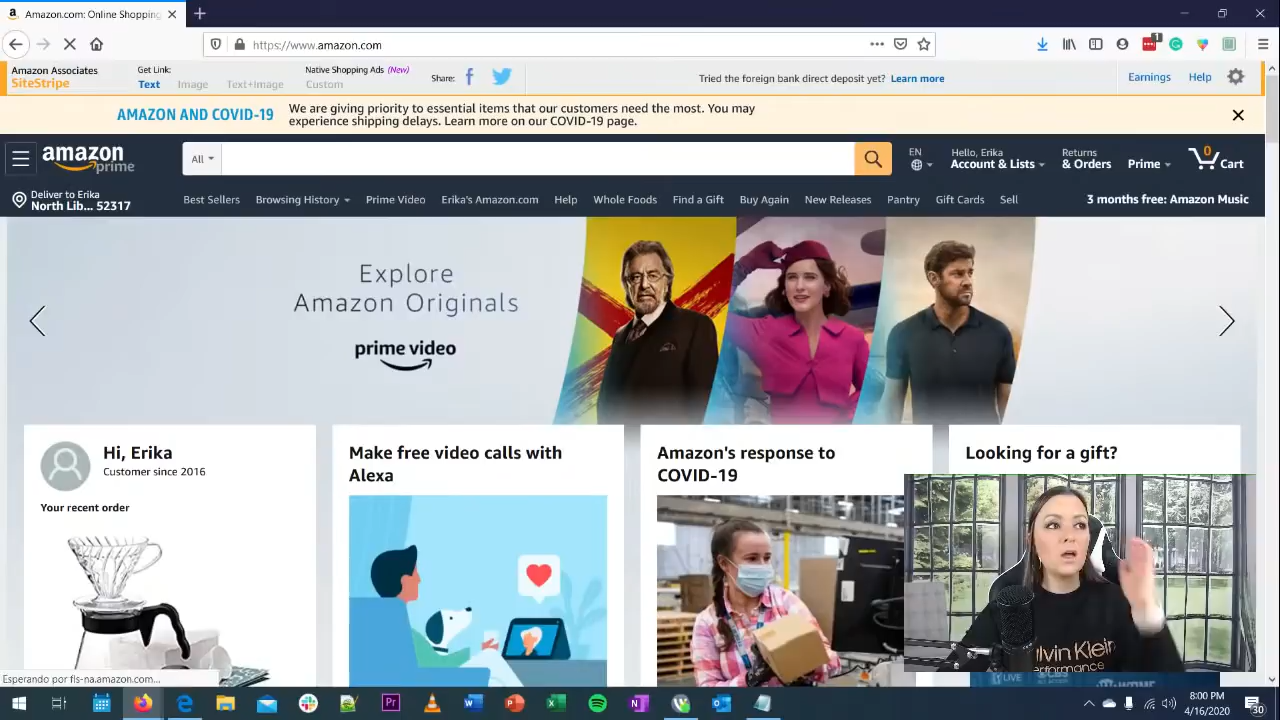 Amazon.com: Online Shopping
https://www.amazon.com
1
Amazon Associates
SiteStripe
Get Link:
Text Image Text+Image
Native Shopping Ads (New)
Custom
Share:
Tried the foreign bank direct deposit yet? Learn more
Earnings Help
AMAZON AND COVID-19
We are giving priority to essential items that our customers need the most. You may
experience shipping delays. Learn more on our COVID-19 page.
amazon
prime
All
EN
Hello, Erika
Account & Lists
Returns
& Orders
Prime
0
Cart
Deliver to Erika
North Lib... 52317
Best Sellers Browsing History Prime Video Erika's Amazon.com Help Whole Foods Find a Gift Buy Again New Releases Pantry Gift Cards Sell
3 months free: Amazon Music
Explore
Amazon Originals
prime video
Hi, Erika
Customer since 2016
Your recent order
Make free video calls with
Alexa
Amazon's response to
COVID-19
Looking for a gift?
Calvin Klein
Performance
LIVE
Esperando por fls-na.amazon.com...
8:00 PM
4/16/2020
30